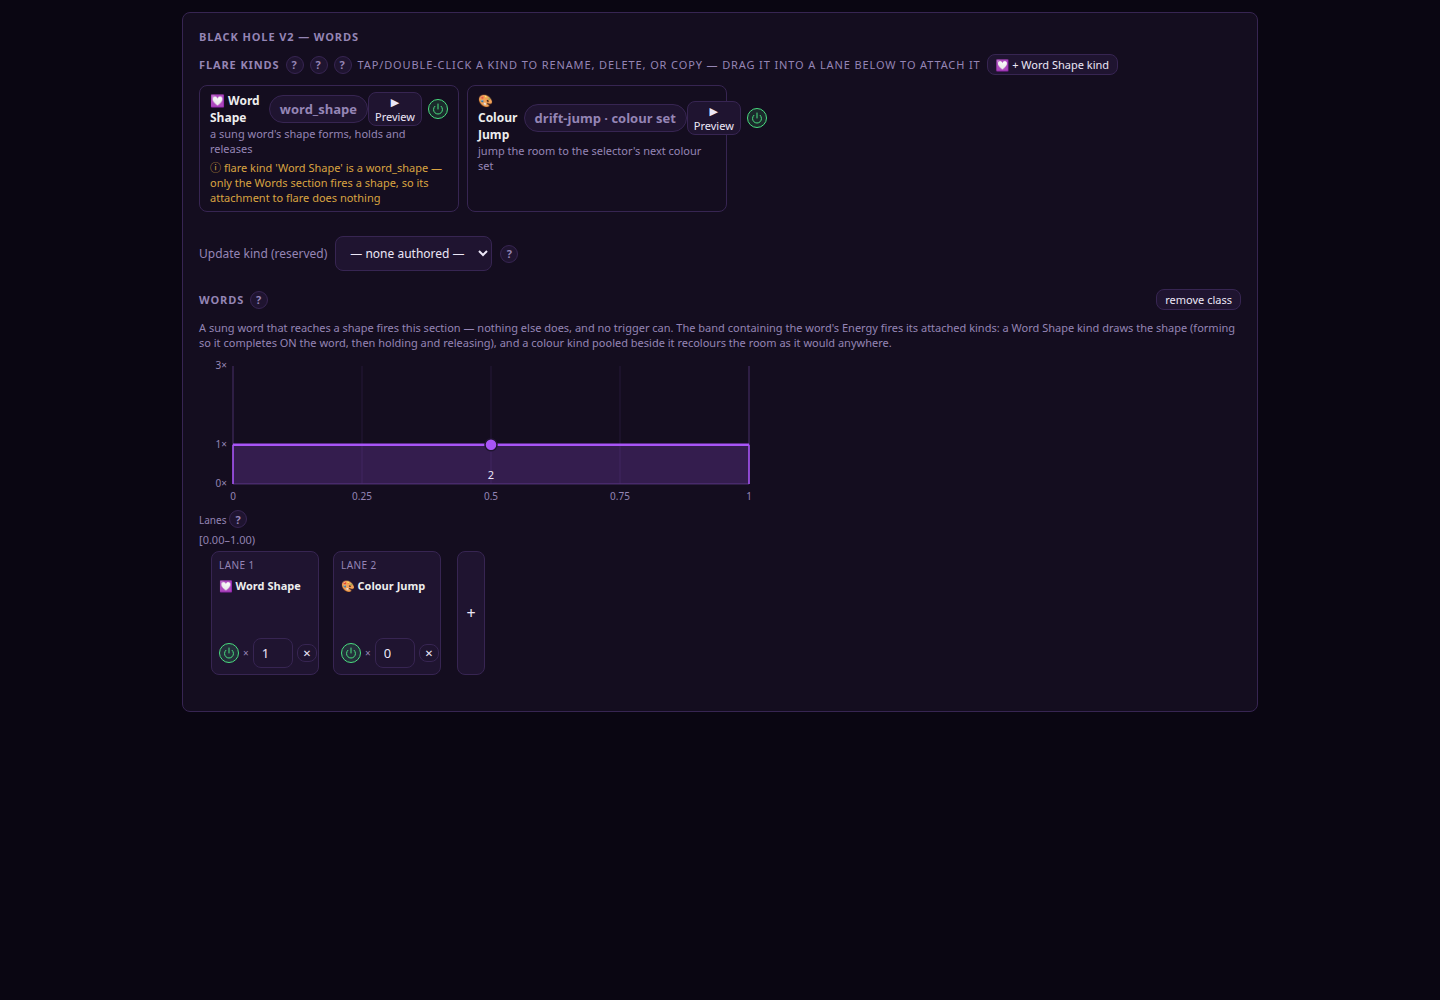 BLACK HOLE V2 — WORDS
FLARE KINDS ? ? ? TAP/DOUBLE-CLICK A KIND TO RENAME, DELETE, OR COPY — DRAG IT INTO A LANE BELOW TO ATTACH IT + Word Shape kind
Word Shape word_shape ▶ Preview
a sung word's shape forms, holds and
releases
ⓘ flare kind 'Word Shape' is a word_shape —
only the Words section fires a shape, so its
attachment to flare does nothing
Colour Jump drift-jump · colour set ▶ Preview
jump the room to the selector's next colour
set
Update kind (reserved) — none authored — ?
WORDS ? remove class
A sung word that reaches a shape fires this section — nothing else does, and no trigger can. The band containing the word's Energy fires its attached kinds: a Word Shape kind draws the shape (forming
so it completes ON the word, then holding and releasing), and a colour kind pooled beside it recolours the room as it would anywhere.
3×
1×
2
0×
0 0.25 0.5 0.75 1
Lanes ?
[0.00–1.00)
LANE 1 LANE 2
Word Shape Colour Jump
+
× 1 ✕ × 0 ✕